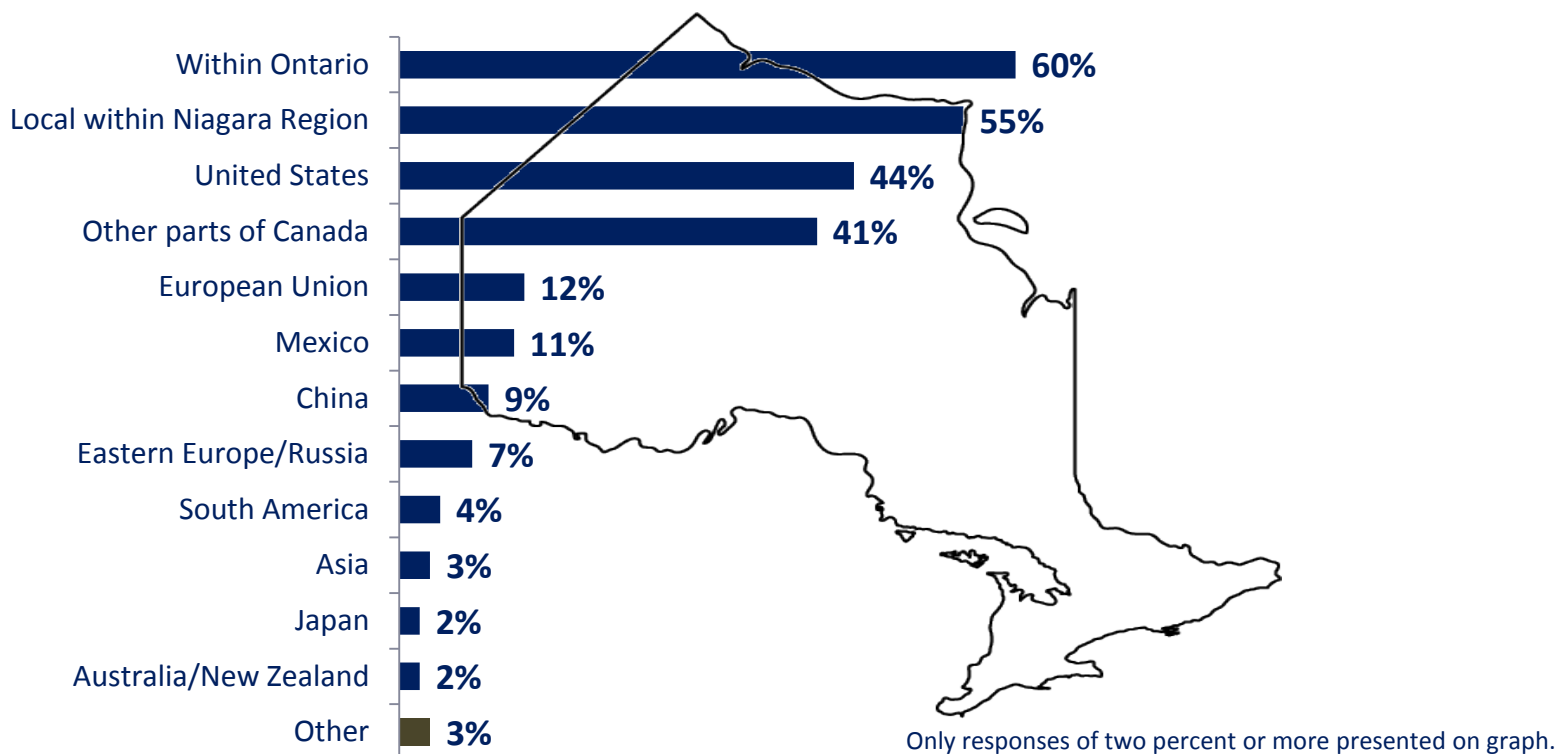 Within Ontario 60%
Local within Niagara Region 55%
United States 44%
Other parts of Canada 41%
European Union 12%
Mexico 11%
China 9%
Eastern Europe/Russia 7%
South America 4%
Asia 3%
Japan 2%
Australia/New Zealand 2%
Other 3%
Only responses of two percent or more presented on graph.